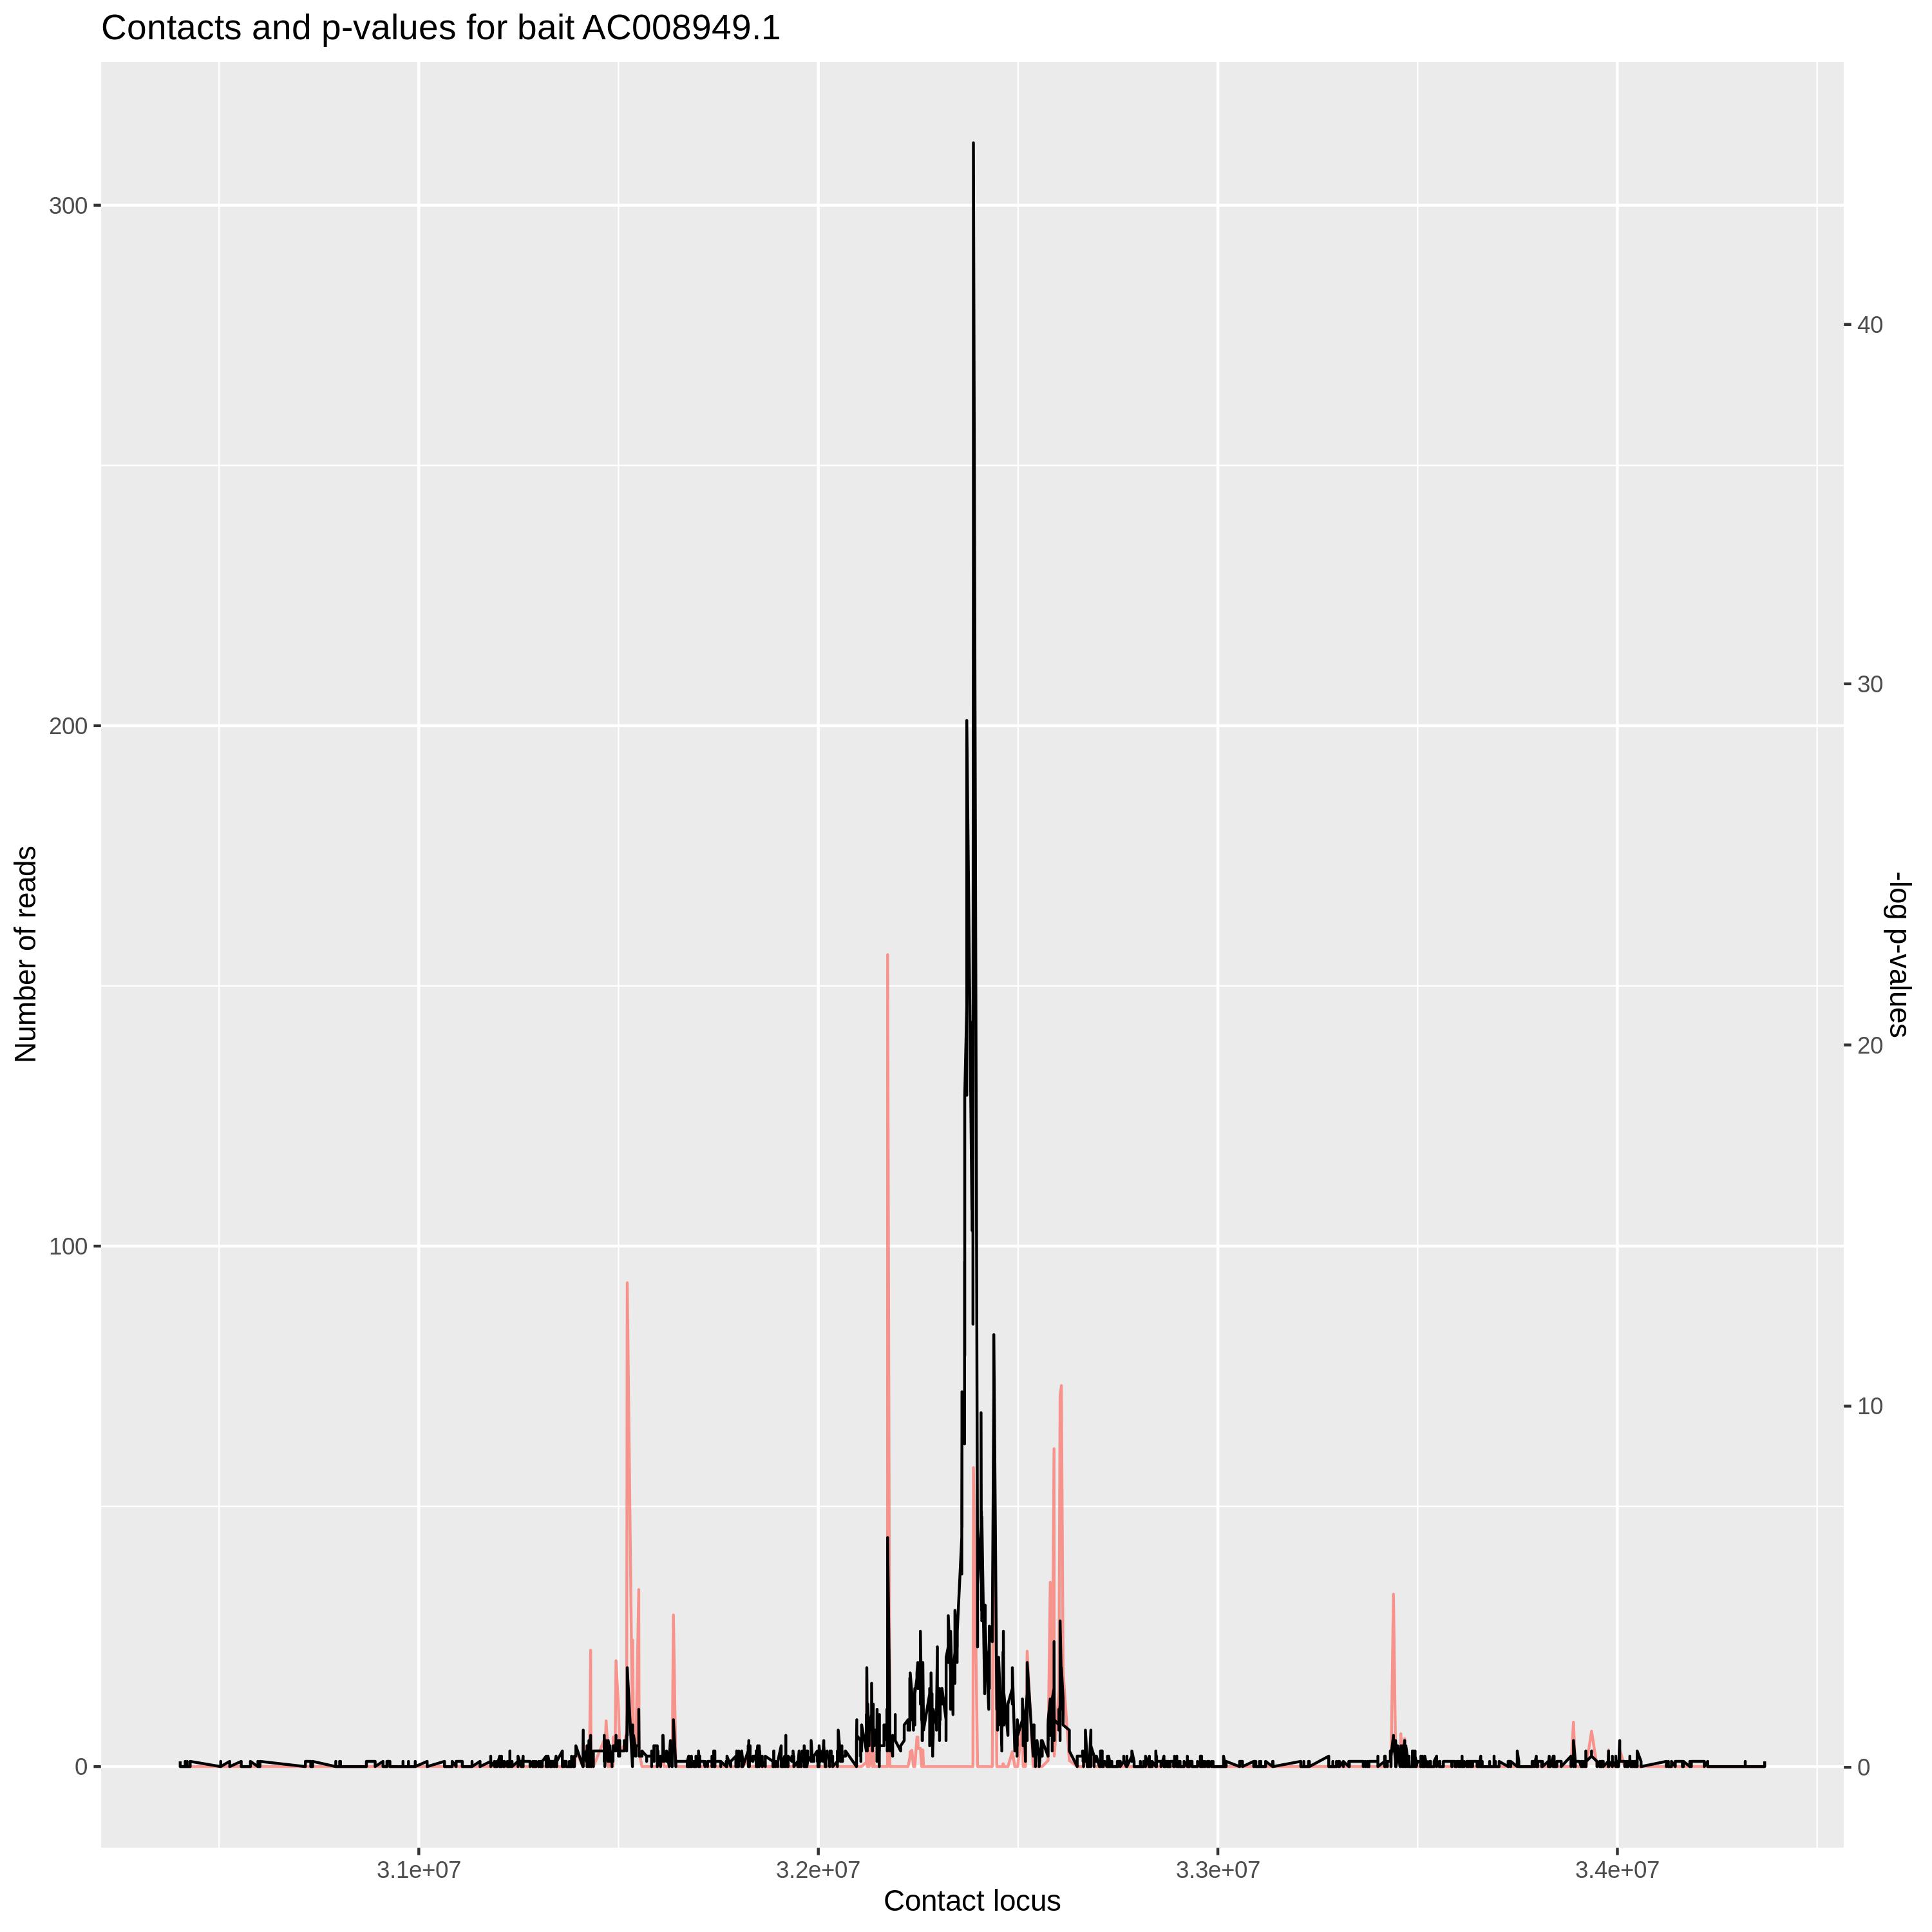 Contacts and p-values for bait AC008949.1
300
200
100
0
Number of reads
40
30
20
10
0
-log p-values
3.1e+07
3.2e+07
3.3e+07
3.4e+07
Contact locus